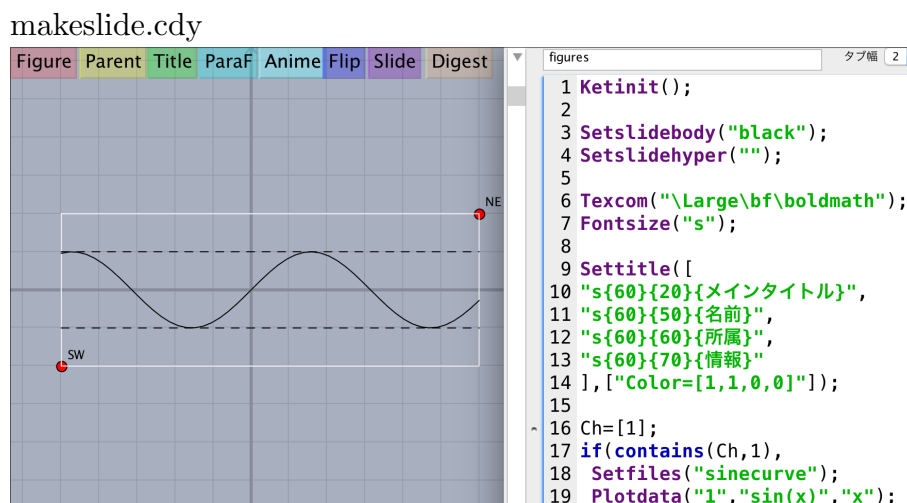 makeslide.cdy
Figure Parent Title ParaF Anime Flip Slide Digest
figures タブ幅 2
NE
SW
1 Ketinit();
2
3 Setslidebody("black");
4 Setslidehyper("");
5
6 Texcom("\Large\bf\boldmath");
7 Fontsize("s");
8
9 Settitle([
10 "s{60}{20}{メインタイトル}",
11 "s{60}{50}{名前}",
12 "s{60}{60}{所属}",
13 "s{60}{70}{情報}"
14 ],["Color=[1,1,0,0]"]);
15
16 Ch=[1];
17 if(contains(Ch,1),
18 Setfiles("sinecurve");
19 Plotdata("1","sin(x)","x");